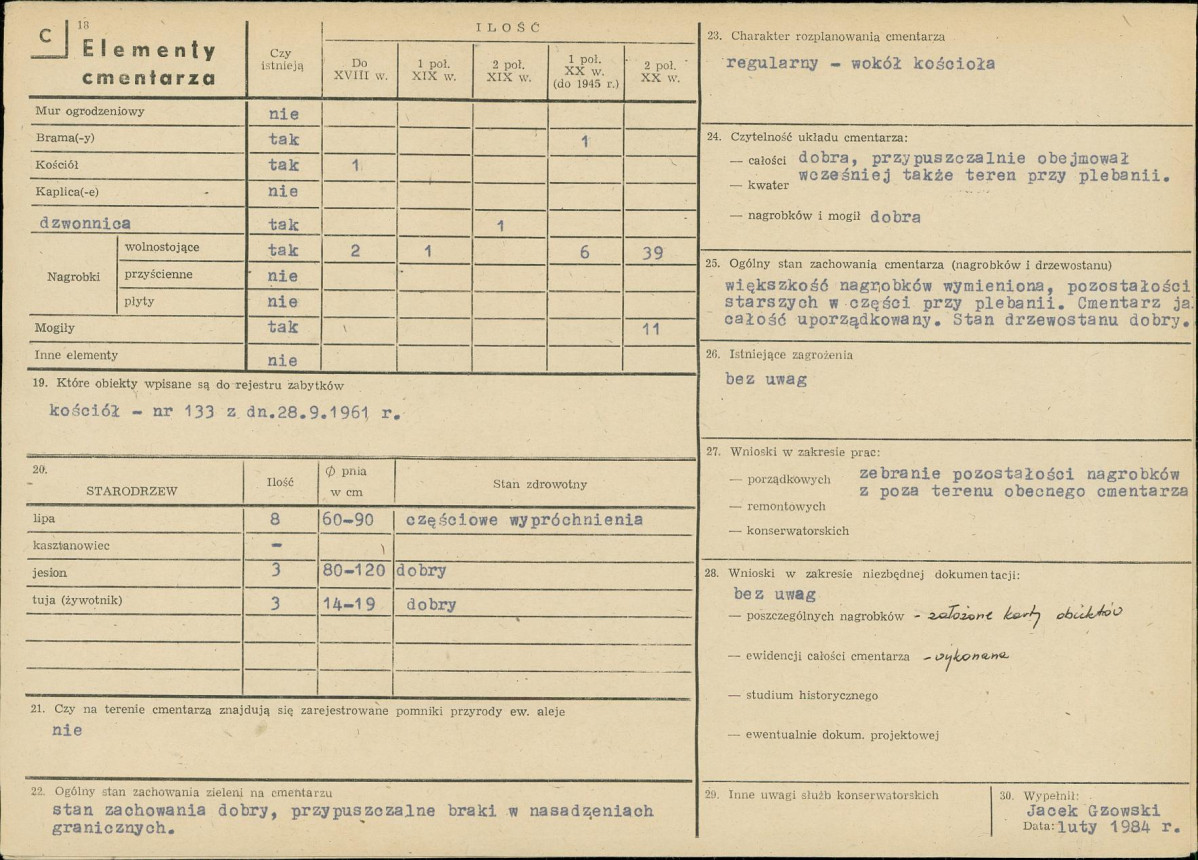 C
18
Elementy
cmentarza
Czy
istnieją
ILOŚĆ
Do
XVIII w.
1 poł.
XIX w.
2 poł.
XIX w.
1 poł.
XX w.
(do 1945 r.)
2 poł.
XX w.
Mur ogrodzeniowy nie
Brama(-y) tak 1
Kościół tak 1
Kaplica(-e) nie
dzwonnica tak 1
Nagrobki
wolnostojące tak 2 1 6 39
przyścienne nie
płyty nie
Mogiły tak 11
Inne elementy nie
19. Które obiekty wpisane są do rejestru zabytków
kościół - nr 133 z dn.28.9.1961 r.
20.
STARODRZEW
Ilość
Ø pnia
w cm
Stan zdrowotny
lipa 8 60-90 częściowe wypróchnienia
kasztanowiec -
jesion 3 80-120 dobry
tuja (żywotnik) 3 14-19 dobry
21. Czy na terenie cmentarza znajdują się zarejestrowane pomniki przyrody ew. aleje
nie
22. Ogólny stan zachowania zieleni na cmentarzu
stan zachowania dobry, przypuszczalne braki w nasadzeniach
granicznych.
23. Charakter rozplanowania cmentarza
regularny - wokół kościoła
24. Czytelność układu cmentarza:
— całości dobra, przypuszczalnie obejmował
wcześniej także teren przy plebanii.
— kwater
— nagrobków i mogił dobra
25. Ogólny stan zachowania cmentarza (nagrobków i drzewostanu)
większkość nagrobków wymieniona, pozostałości
starszych w części przy plebanii. Cmentarz ja
całość uporządkowany. Stan drzewostanu dobry.
26. Istniejące zagrożenia
bez uwag
27. Wnioski w zakresie prac:
— porządkowych zebranie pozostałości nagrobków
z poza terenu obecnego cmentarza
— remontowych
— konserwatorskich
28. Wnioski w zakresie niezbędnej dokumentacji:
bez uwag
— poszczególnych nagrobków - założone karty obiektów
— ewidencji całości cmentarza - wykonana
— studium historycznego
— ewentualnie dokum. projektowej
29. Inne uwagi służb konserwatorskich
30. Wypełnił:
Jacek Gzowski
Data: luty 1984 r.